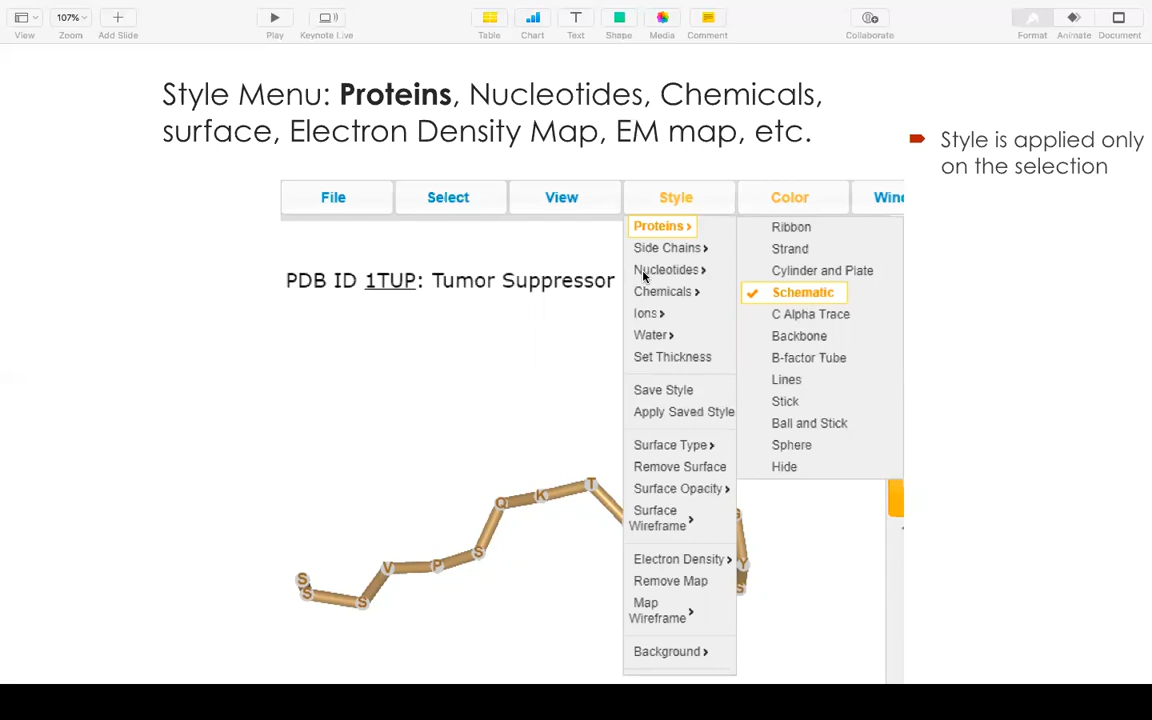 107%
View
Zoom
Add Slide
Play
Keynote Live
Table
Chart
Text
Shape
Media
Comment
Collaborate
Format
Animate
Document
Style Menu: Proteins, Nucleotides, Chemicals,
surface, Electron Density Map, EM map, etc.
Style is applied only
on the selection
File
Select
View
Style
Color
Wind
PDB ID 1TUP: Tumor Suppressor
Proteins
Side Chains
Nucleotides
Chemicals
Ions
Water
Set Thickness
Save Style
Apply Saved Style
Surface Type
Remove Surface
Surface Opacity
Surface
Wireframe
Electron Density
Remove Map
Map
Wireframe
Background
Ribbon
Strand
Cylinder and Plate
Schematic
C Alpha Trace
Backbone
B-factor Tube
Lines
Stick
Ball and Stick
Sphere
Hide
S
S
S
V
P
S
Q
K
T
Y
S